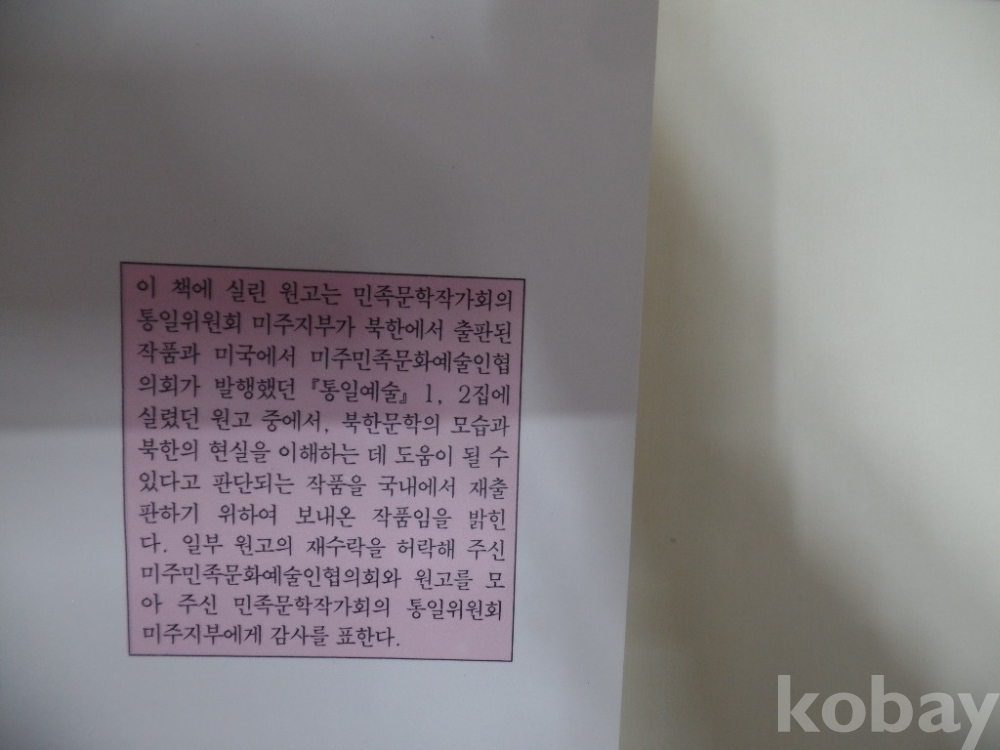 이 책에 실린 원고는 민족문학작가회의
통일위원회 미주지부가 북한에서 출판된
작품과 미국에서 미주민족문화예술인협
의회가 발행했던 『통일예술』 1, 2집에
실렸던 원고 중에서, 북한문학의 모습과
북한의 현실을 이해하는 데 도움이 될 수
있다고 판단되는 작품을 국내에서 재출
판하기 위하여 보내온 작품임을 밝힌
다. 일부 원고의 재수락을 허락해 주신
미주민족문화예술인협의회와 원고를 모
아 주신 민족문학작가회의 통일위원회
미주지부에게 감사를 표한다.
kobay